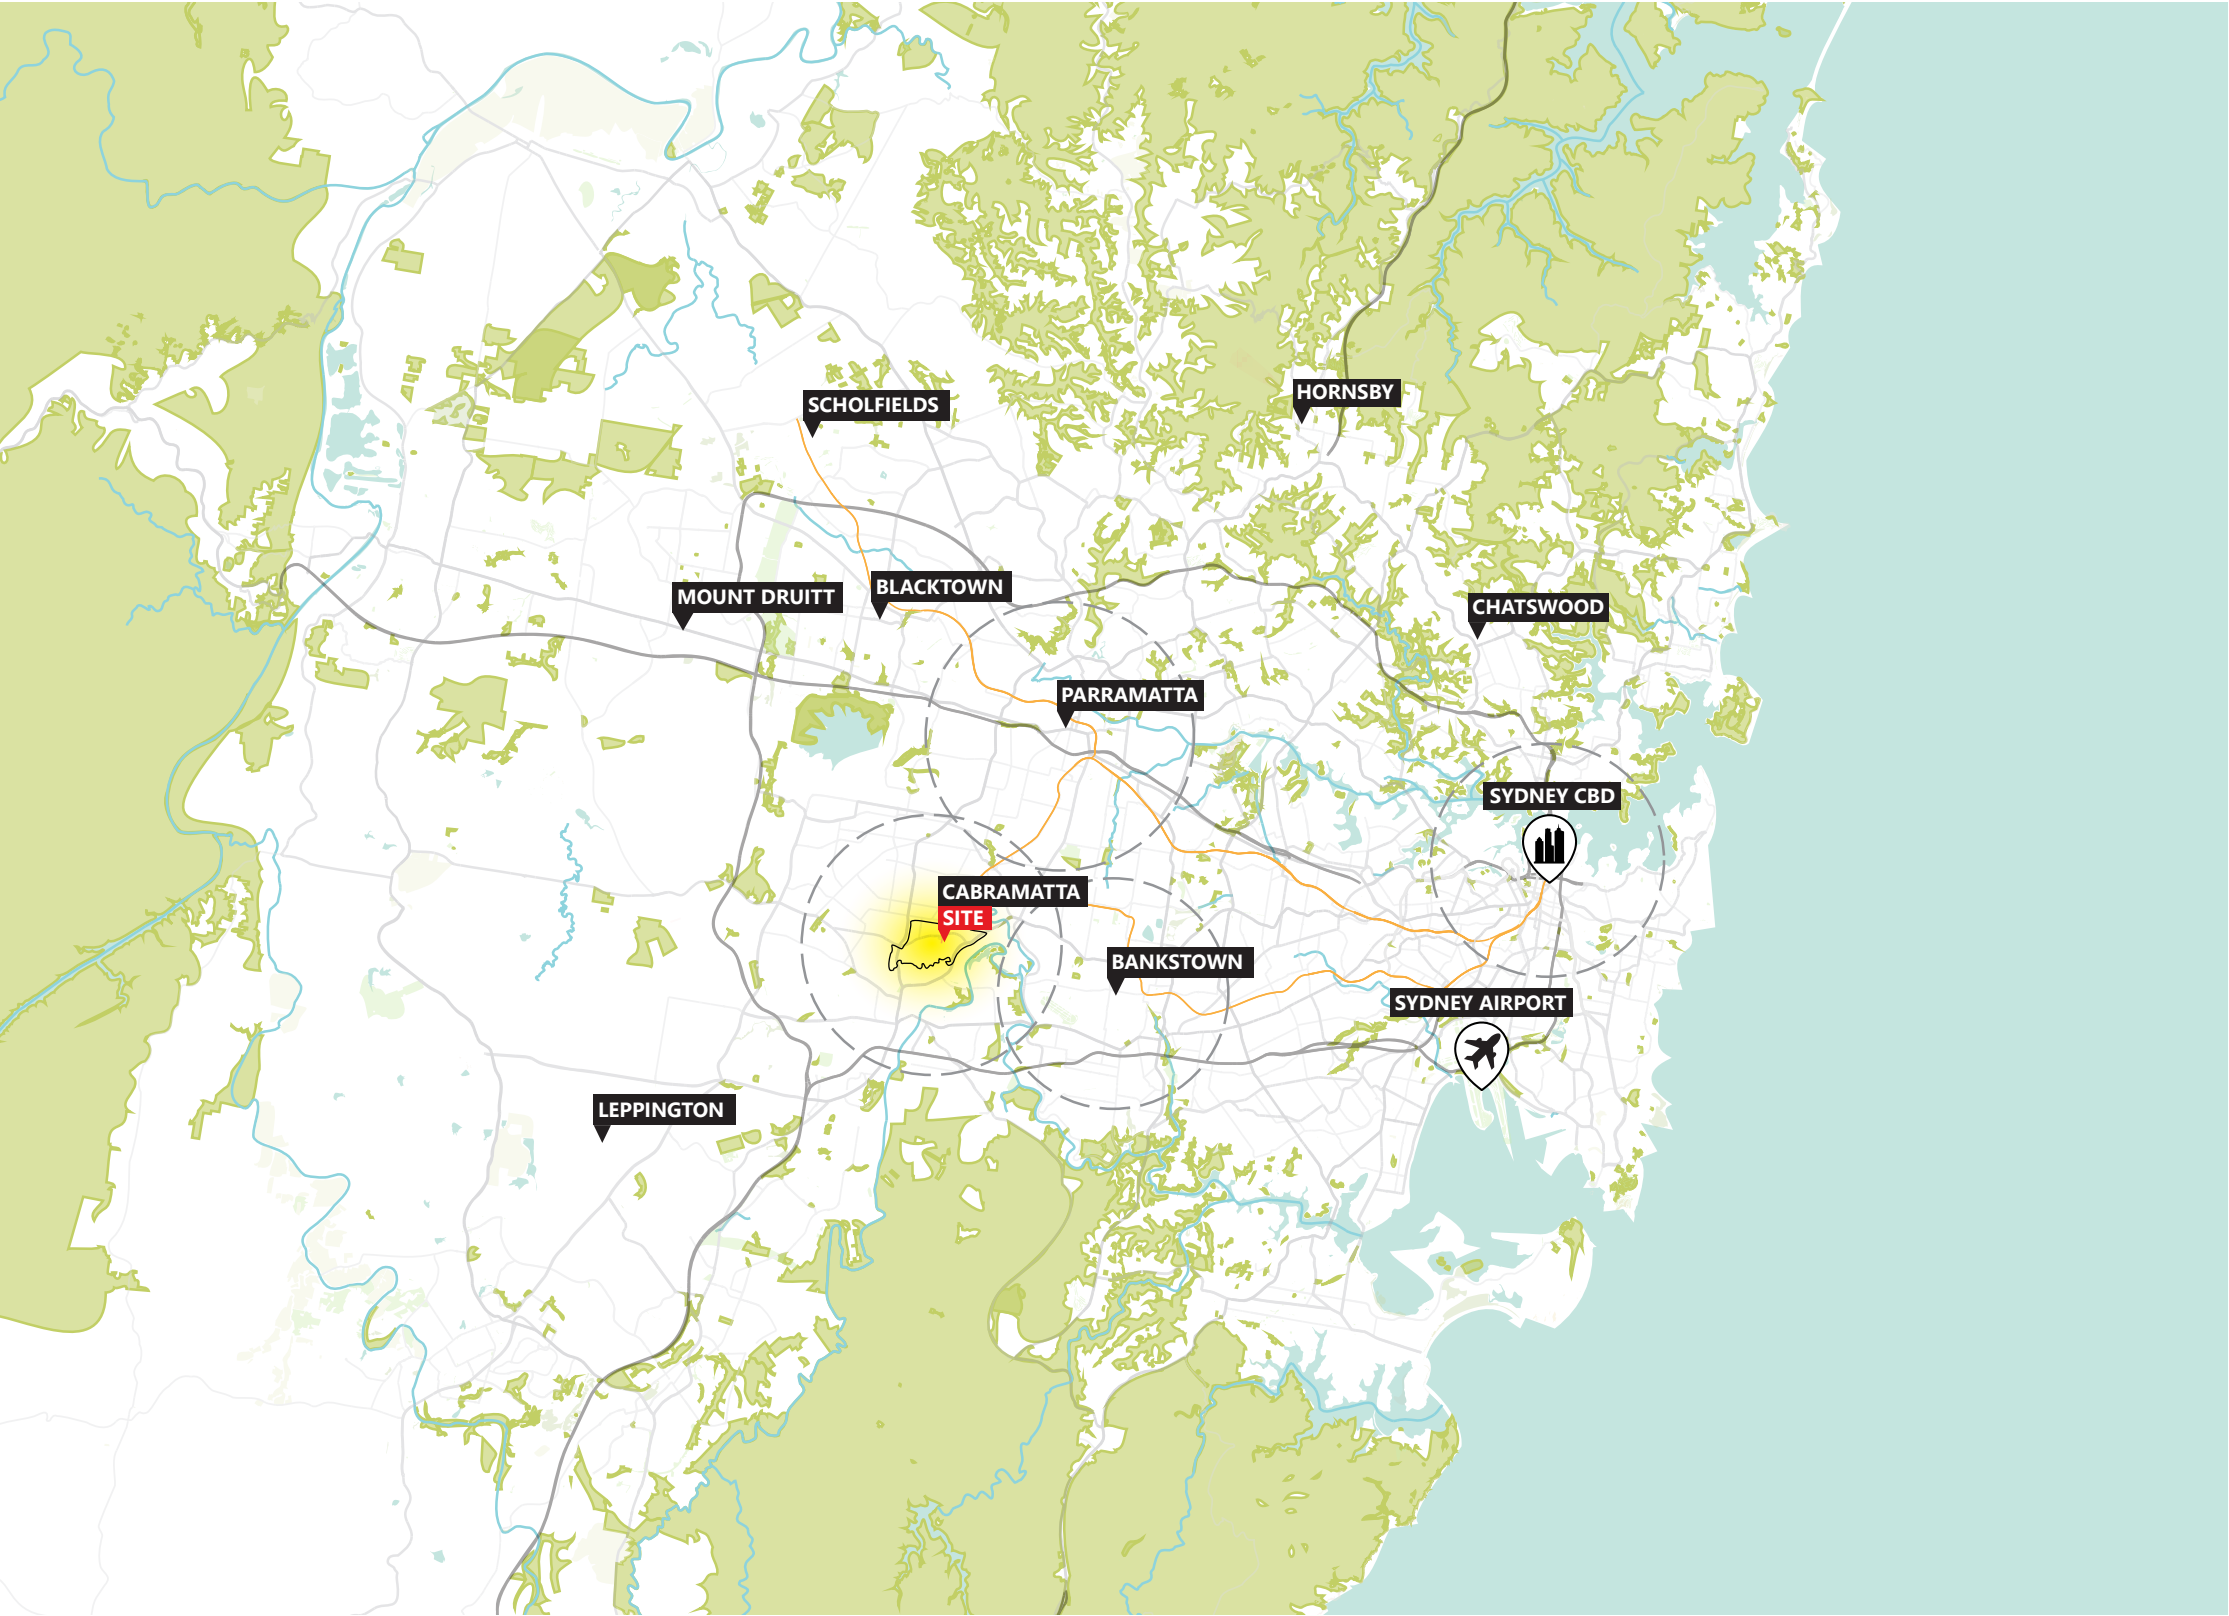 HORNSBY
SCHOLFIELDS
BLACKTOWN
MOUNT DRUITT
CHATSWOOD
PARRAMATTA
SYDNEY CBD
CABRAMATTA
SITE
BANKSTOWN
SYDNEY AIRPORT
LEPPINGTON